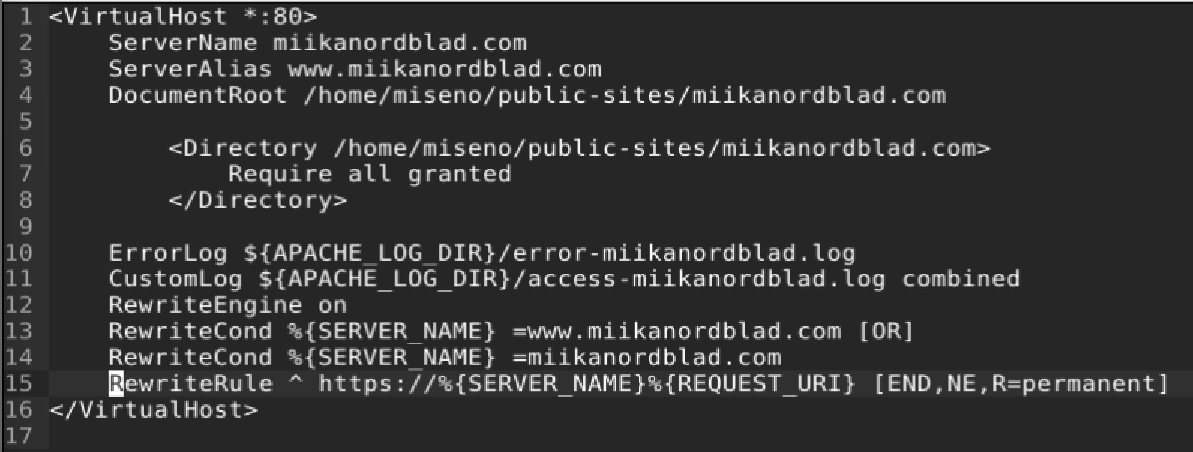 1 <VirtualHost *:80>
2     ServerName miikanordblad.com
3     ServerAlias www.miikanordblad.com
4     DocumentRoot /home/miseno/public-sites/miikanordblad.com
5
6         <Directory /home/miseno/public-sites/miikanordblad.com>
7             Require all granted
8         </Directory>
9
10     ErrorLog ${APACHE_LOG_DIR}/error-miikanordblad.log
11     CustomLog ${APACHE_LOG_DIR}/access-miikanordblad.log combined
12     RewriteEngine on
13     RewriteCond %{SERVER_NAME} =www.miikanordblad.com [OR]
14     RewriteCond %{SERVER_NAME} =miikanordblad.com
15     RewriteRule ^ https://%{SERVER_NAME}%{REQUEST_URI} [END,NE,R=permanent]
16 </VirtualHost>
17